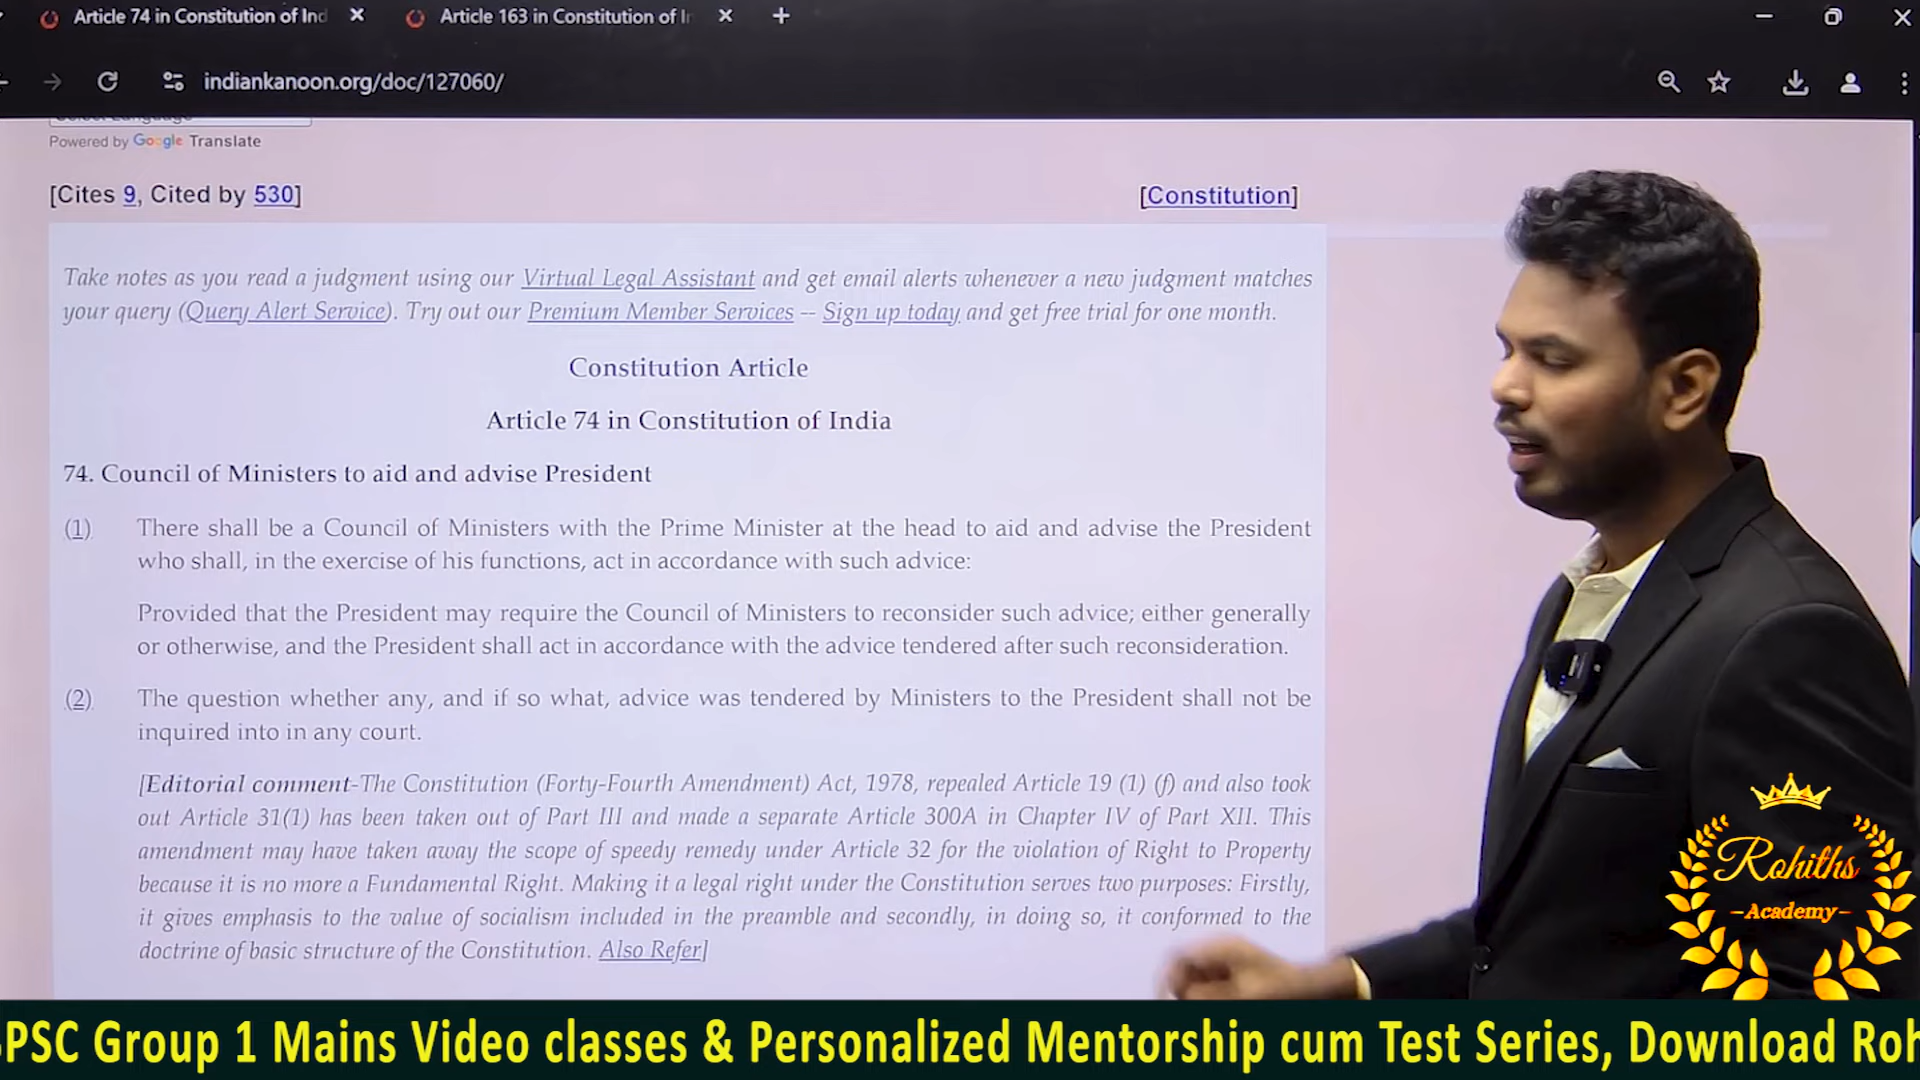 Article 74 in Constitution of Ind
Article 163 in Constitution of I
indiankanoon.org/doc/127060/
Powered by Google Translate
[Cites 9, Cited by 530]
[Constitution]
Take notes as you read a judgment using our Virtual Legal Assistant and get email alerts whenever a new judgment matches
your query (Query Alert Service). Try out our Premium Member Services -- Sign up today and get free trial for one month.
Constitution Article
Article 74 in Constitution of India
74. Council of Ministers to aid and advise President
(1) There shall be a Council of Ministers with the Prime Minister at the head to aid and advise the President
who shall, in the exercise of his functions, act in accordance with such advice:
Provided that the President may require the Council of Ministers to reconsider such advice; either generally
or otherwise, and the President shall act in accordance with the advice tendered after such reconsideration.
(2) The question whether any, and if so what, advice was tendered by Ministers to the President shall not be
inquired into in any court.
[Editorial comment-The Constitution (Forty-Fourth Amendment) Act, 1978, repealed Article 19 (1) (f) and also took
out Article 31(1) has been taken out of Part III and made a separate Article 300A in Chapter IV of Part XII. This
amendment may have taken away the scope of speedy remedy under Article 32 for the violation of Right to Property
because it is no more a Fundamental Right. Making it a legal right under the Constitution serves two purposes: Firstly,
it gives emphasis to the value of socialism included in the preamble and secondly, in doing so, it conformed to the
doctrine of basic structure of the Constitution. Also Refer]
Rohiths
Academy
PSC Group 1 Mains Video classes & Personalized Mentorship cum Test Series, Download Roh